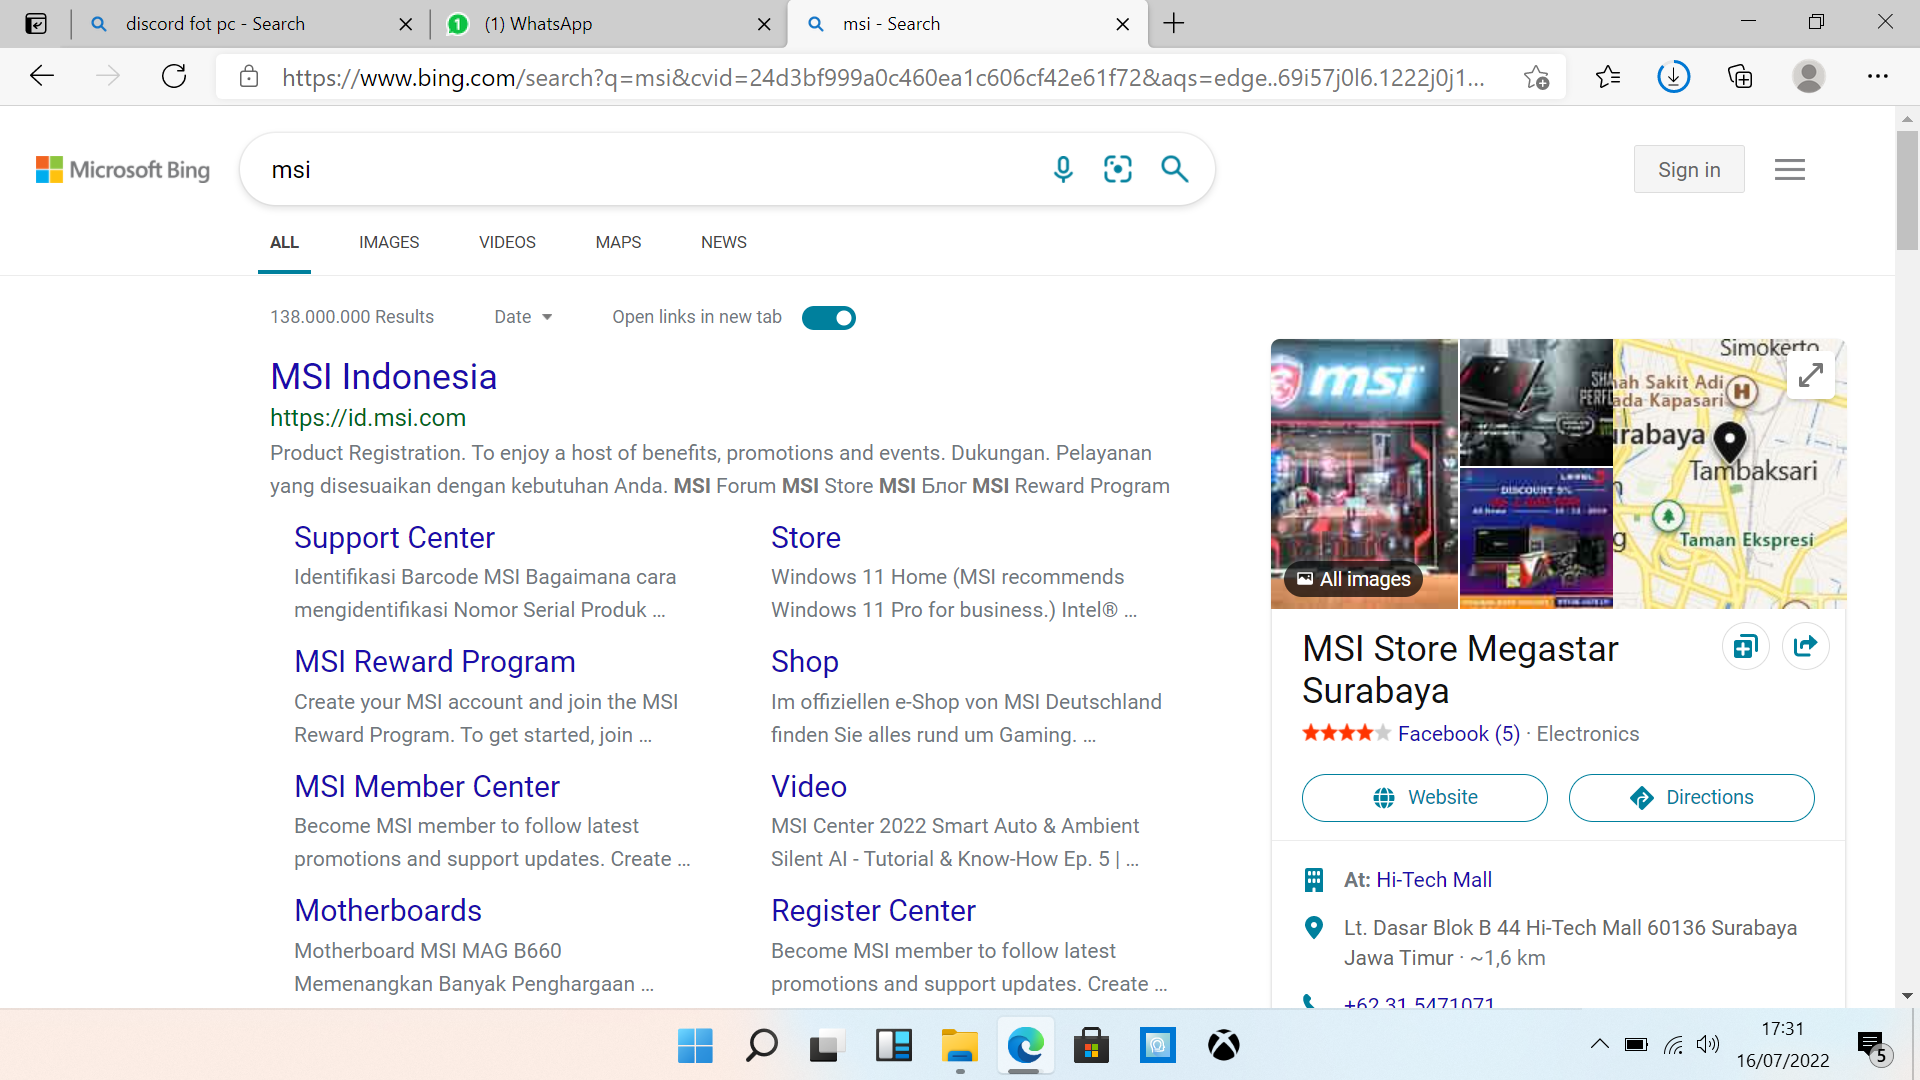 discord fot pc - Search
(1) WhatsApp
msi - Search
https://www.bing.com/search?q=msi&cvid=24d3bf999a0c460ea1c606cf42e61f72&aqs=edge..69i57j0l6.1222j0j1...
Microsoft Bing
msi
Sign in
ALL
IMAGES
VIDEOS
MAPS
NEWS
138.000.000 Results
Date
Open links in new tab
MSI Indonesia
https://id.msi.com
Product Registration. To enjoy a host of benefits, promotions and events. Dukungan. Pelayanan
yang disesuaikan dengan kebutuhan Anda. MSI Forum MSI Store MSI Блог MSI Reward Program
Support Center
Identifikasi Barcode MSI Bagaimana cara
mengidentifikasi Nomor Serial Produk ...
Store
Windows 11 Home (MSI recommends
Windows 11 Pro for business.) Intel® ...
MSI Reward Program
Create your MSI account and join the MSI
Reward Program. To get started, join ...
Shop
Im offiziellen e-Shop von MSI Deutschland
finden Sie alles rund um Gaming. ...
MSI Member Center
Become MSI member to follow latest
promotions and support updates. Create ...
Video
MSI Center 2022 Smart Auto & Ambient
Silent AI - Tutorial & Know-How Ep. 5 | ...
Motherboards
Motherboard MSI MAG B660
Memenangkan Banyak Penghargaan ...
Register Center
Become MSI member to follow latest
promotions and support updates. Create ...
msi
DISCOUNT 5%
Simokerto
ah Sakit Adi
ada Kapasari
H
urabaya
Tambaksari
g
Taman Ekspresi
All images
MSI Store Megastar
Surabaya
Facebook (5) · Electronics
Website
Directions
At: Hi-Tech Mall
Lt. Dasar Blok B 44 Hi-Tech Mall 60136 Surabaya
Jawa Timur · ~1,6 km
+62 31 5471071
17:31
16/07/2022
5